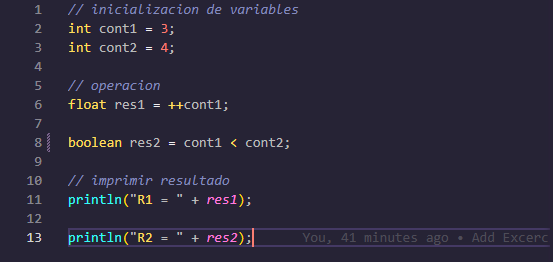 1 // inicializacion de variables
2 int cont1 = 3;
3 int cont2 = 4;
4
5 // operacion
6 float res1 = ++cont1;
7
8 boolean res2 = cont1 < cont2;
9
10 // imprimir resultado
11 println("R1 = " + res1);
12
13 println("R2 = " + res2); You, 41 minutes ago • Add Excerc